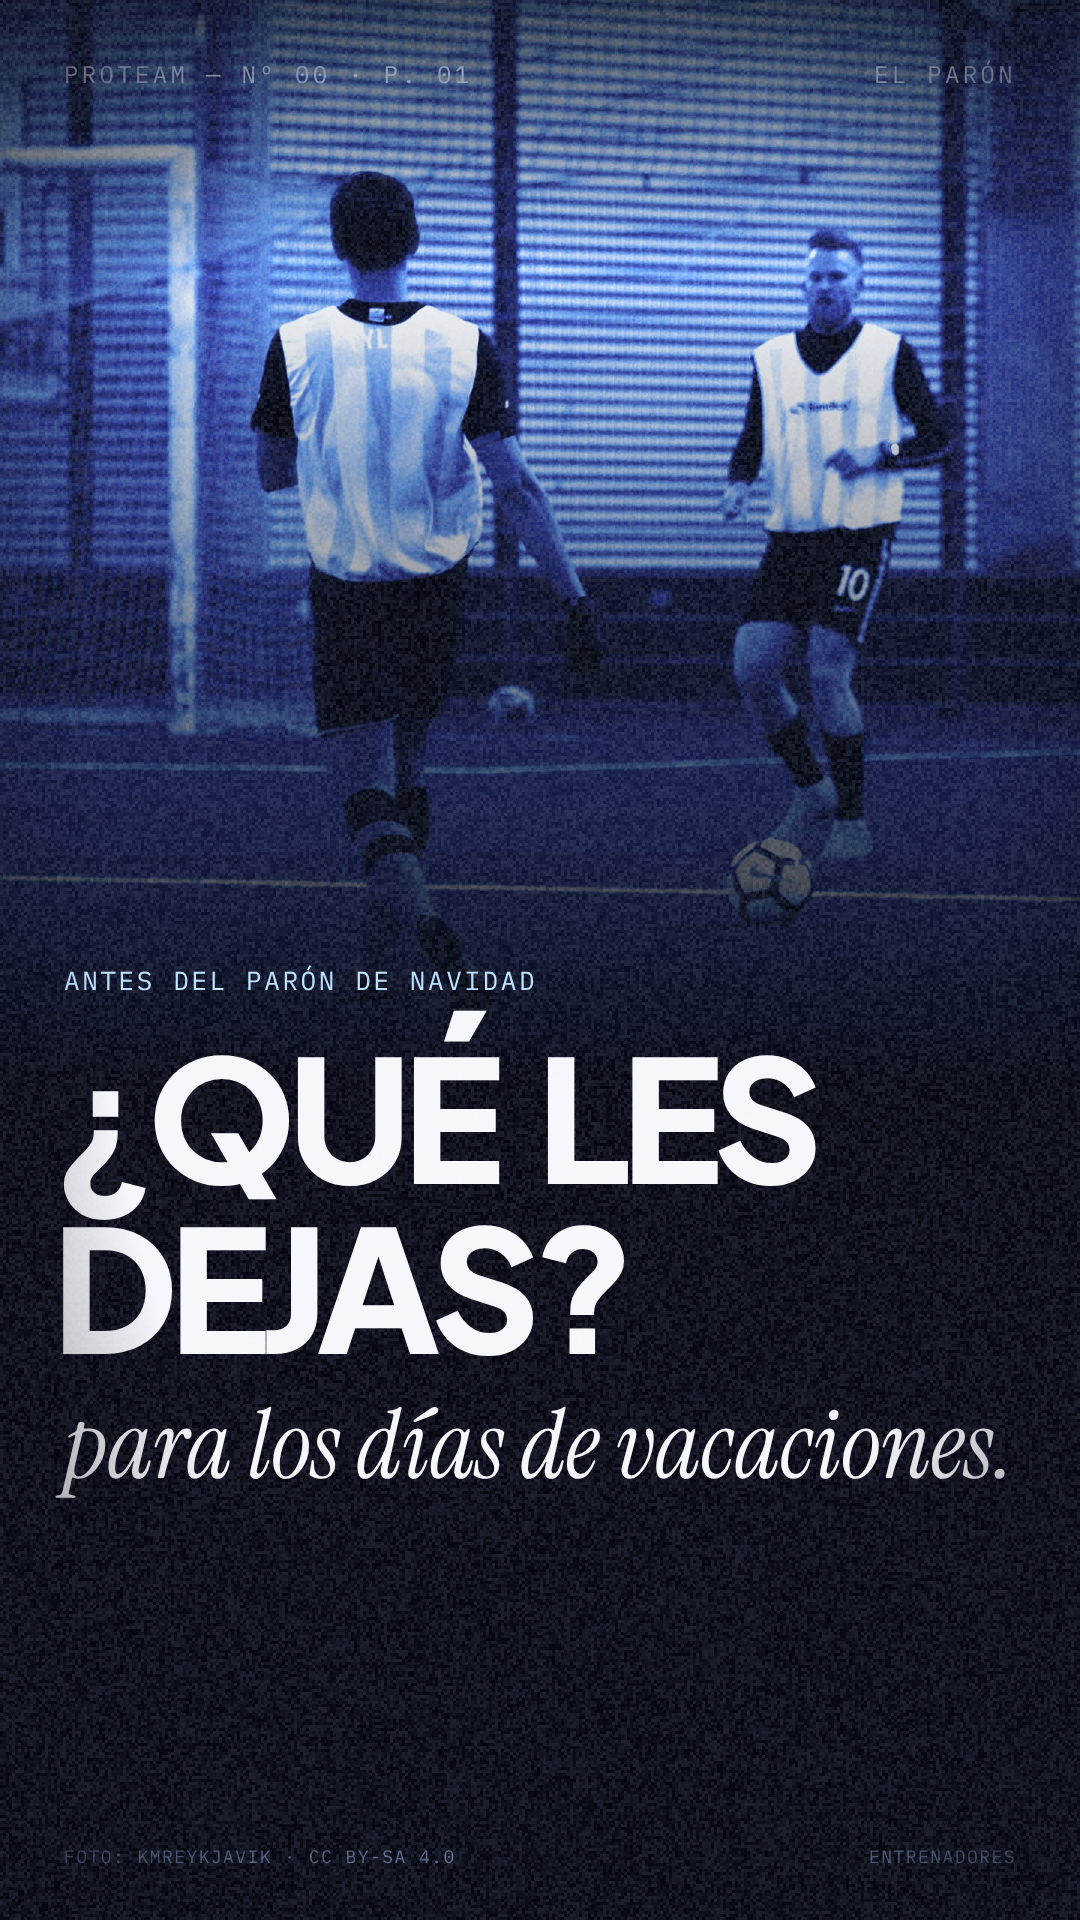 PROTEAM — Nº 00 · P. 01
EL PARÓN
10
ANTES DEL PARÓN DE NAVIDAD
¿QUÉ LES
DEJAS?
para los días de vacaciones.
FOTO: KMREYKJAVIK · CC BY-SA 4.0
ENTRENADORES